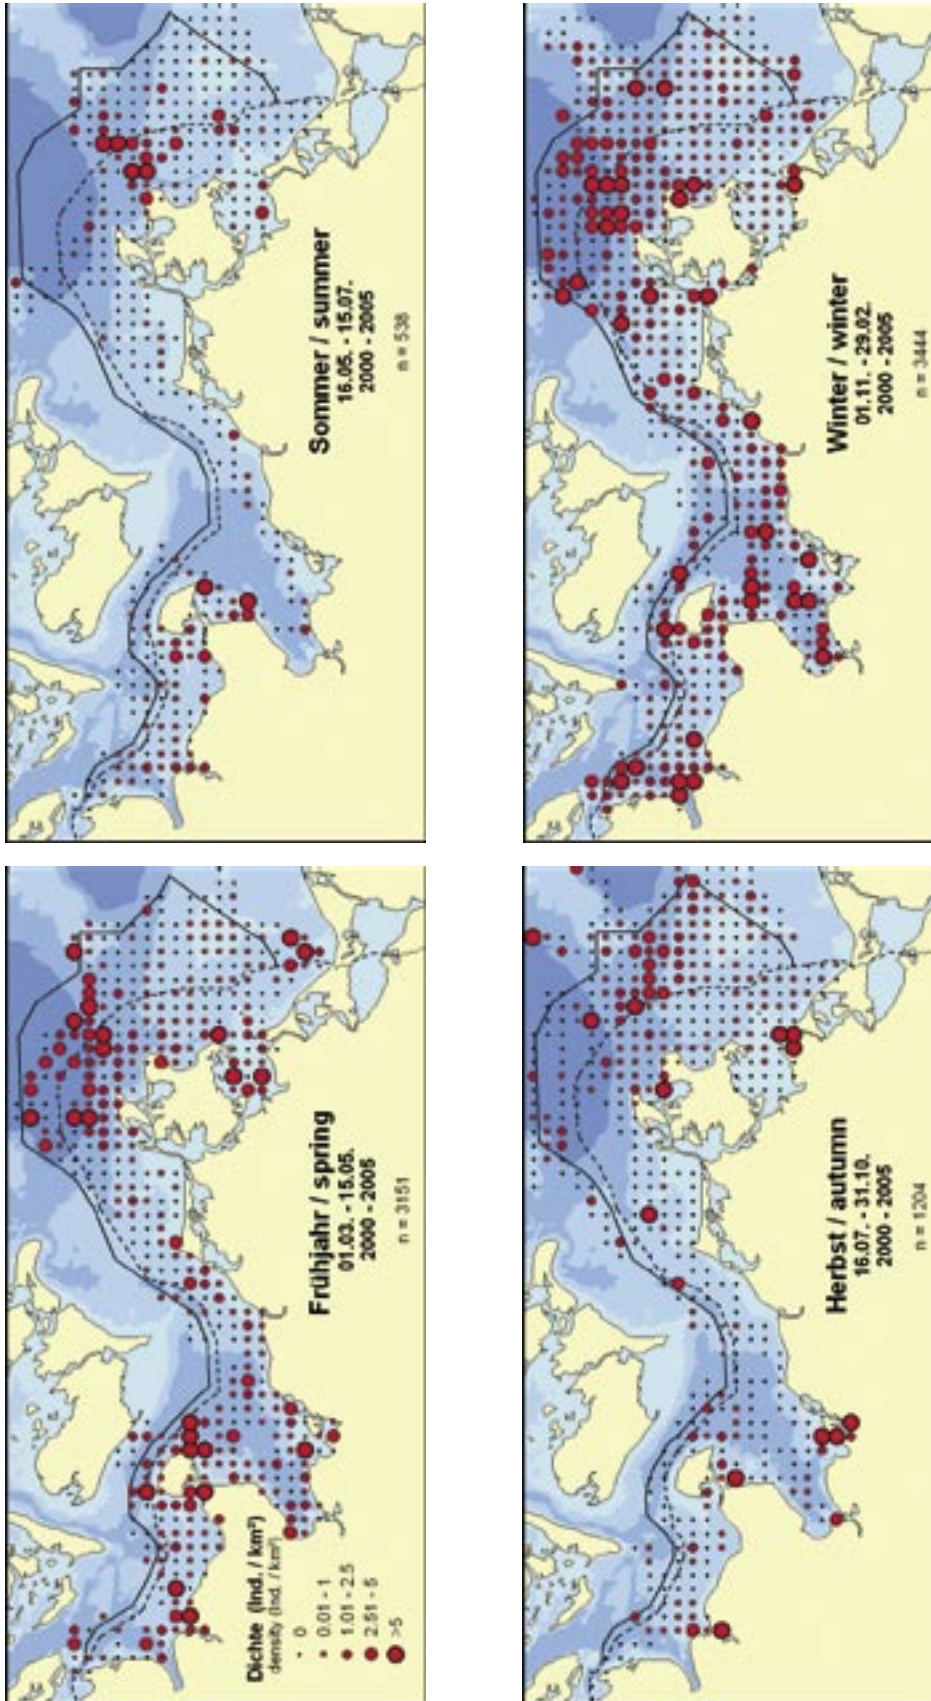 Frühjahr / spring
01.03. - 15.05.
2000 - 2005
n = 3151
Dichte (Ind. / km²)
density (Ind. / km²)
0
0.01 - 1
1.01 - 2.5
2.51 - 5
>5
Sommer / summer
16.05. - 15.07.
2000 - 2005
n = 538
Herbst / autumn
16.07. - 31.10.
2000 - 2005
n = 1204
Winter / winter
01.11. - 29.02.
2000 - 2005
n = 3444